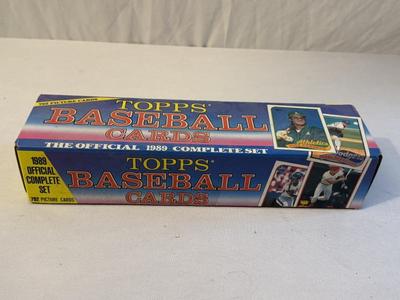 792 PICTURE CARDS
TOPPS®
BASEBALL
CARDS
THE OFFICIAL 1989 COMPLETE SET
Athletics
Dodgers
1989
OFFICIAL
COMPLETE
SET
792 PICTURE CARDS
TOPPS®
BASEBALL
CARDS